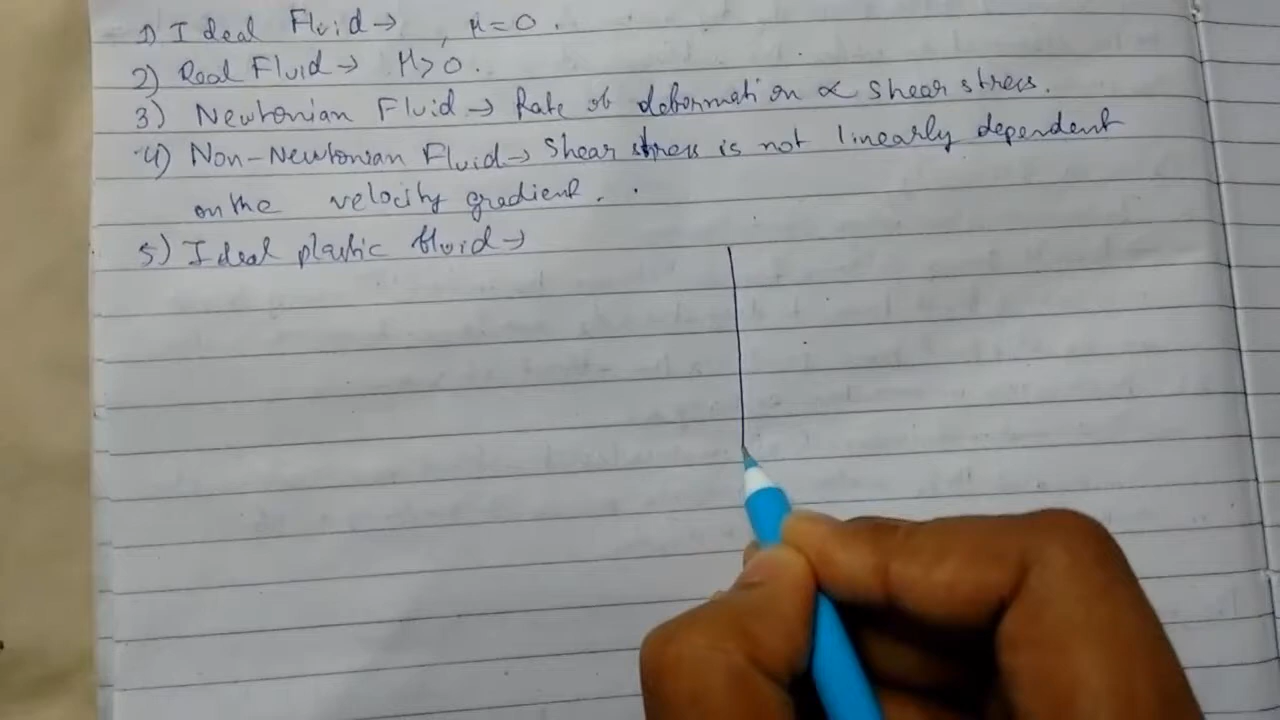 1) Ideal Fluid → , μ = 0 .
2) Real Fluid → μ > 0 .
3) Newtonian Fluid → Rate of deformation ∝ Shear stress.
4) Non-Newtonian Fluid → Shear stress is not linearly dependent
on the velocity gradient. .
5) Ideal plastic fluid →